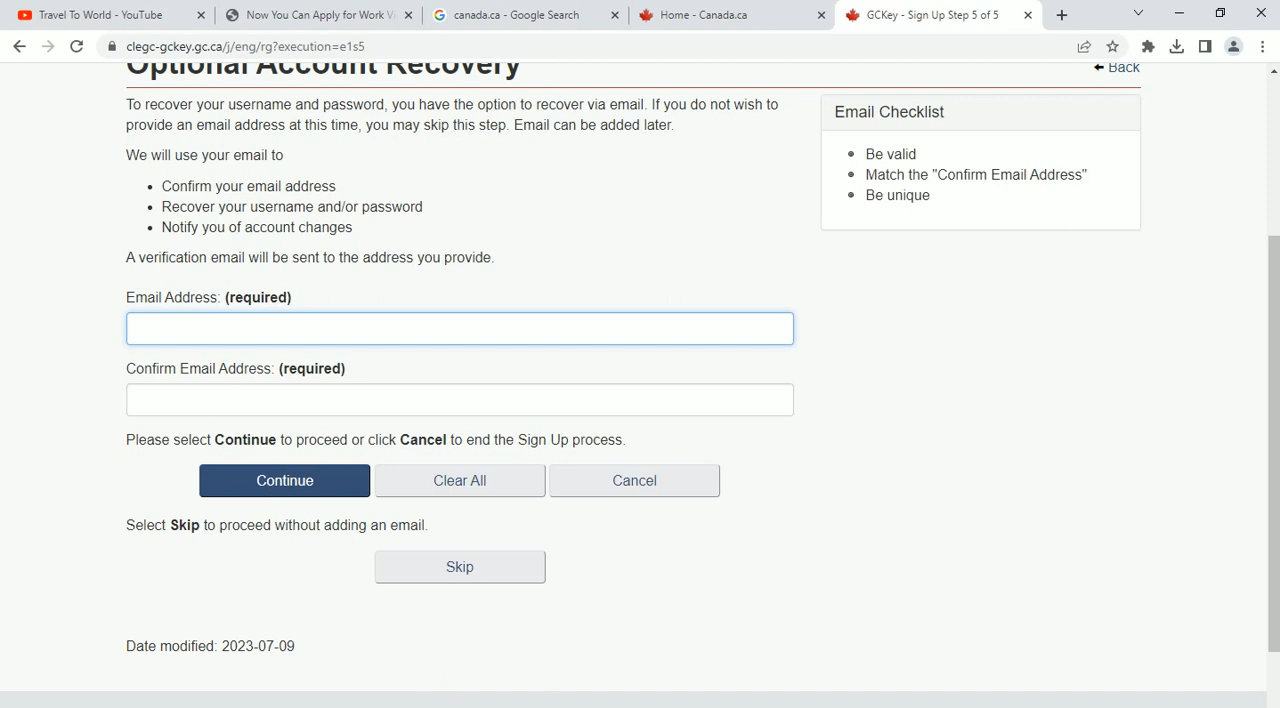 Travel To World - YouTube
Now You Can Apply for Work Vi
canada.ca - Google Search
Home - Canada.ca
GCKey - Sign Up Step 5 of 5
clegc-gckey.gc.ca/j/eng/rg?execution=e1s5
Optional Account Recovery
Back
To recover your username and password, you have the option to recover via email. If you do not wish to
provide an email address at this time, you may skip this step. Email can be added later.
We will use your email to
• Confirm your email address
• Recover your username and/or password
• Notify you of account changes
A verification email will be sent to the address you provide.
Email Checklist
• Be valid
• Match the "Confirm Email Address"
• Be unique
Email Address: (required)
Confirm Email Address: (required)
Please select Continue to proceed or click Cancel to end the Sign Up process.
Continue
Clear All
Cancel
Select Skip to proceed without adding an email.
Skip
Date modified: 2023-07-09